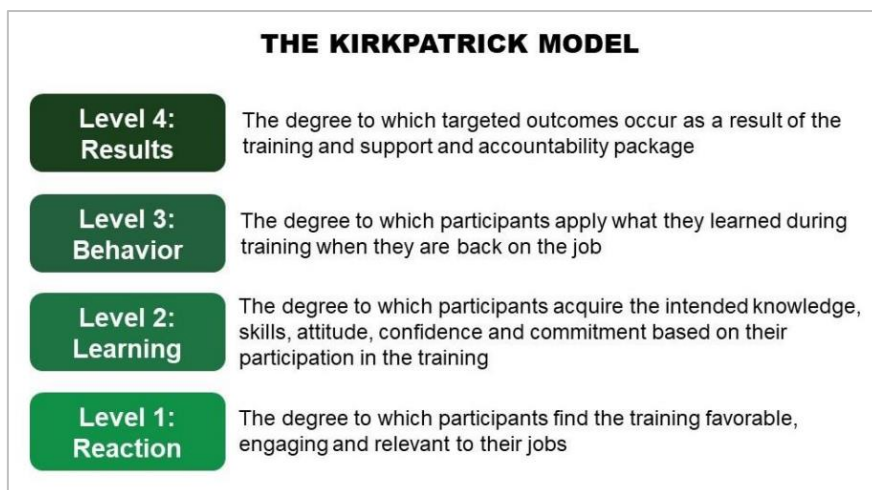 THE KIRKPATRICK MODEL
Level 4:
Results
The degree to which targeted outcomes occur as a result of the
training and support and accountability package
Level 3:
Behavior
The degree to which participants apply what they learned during
training when they are back on the job
Level 2:
Learning
The degree to which participants acquire the intended knowledge,
skills, attitude, confidence and commitment based on their
participation in the training
Level 1:
Reaction
The degree to which participants find the training favorable,
engaging and relevant to their jobs